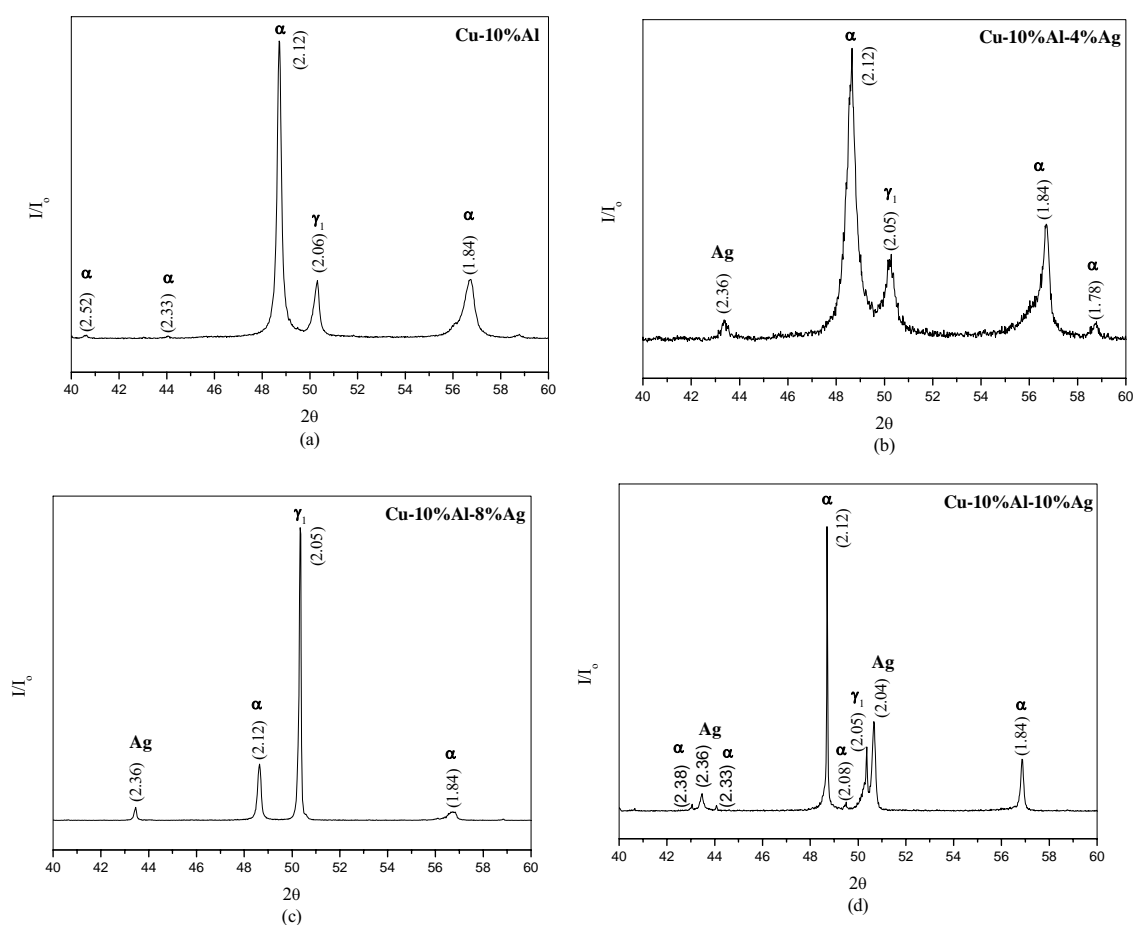 Cu-10%Al
α
(2.12)
α
(2.52)
α
(2.33)
γ₁
(2.06)
α
(1.84)
I/Iₒ
40 42 44 46 48 50 52 54 56 58 60
2θ
(a)
Cu-10%Al-4%Ag
α
(2.12)
Ag
(2.36)
γ₁
(2.05)
α
(1.84)
α
(1.78)
I/Iₒ
40 42 44 46 48 50 52 54 56 58 60
2θ
(b)
Cu-10%Al-8%Ag
γ₁
(2.05)
Ag
(2.36)
α
(2.12)
α
(1.84)
I/Iₒ
40 42 44 46 48 50 52 54 56 58 60
2θ
(c)
Cu-10%Al-10%Ag
α
(2.12)
α
(2.38)
Ag
(2.36)
α
(2.33)
α
(2.08)
γ₁
(2.05)
Ag
(2.04)
α
(1.84)
I/Iₒ
40 42 44 46 48 50 52 54 56 58 60
2θ
(d)